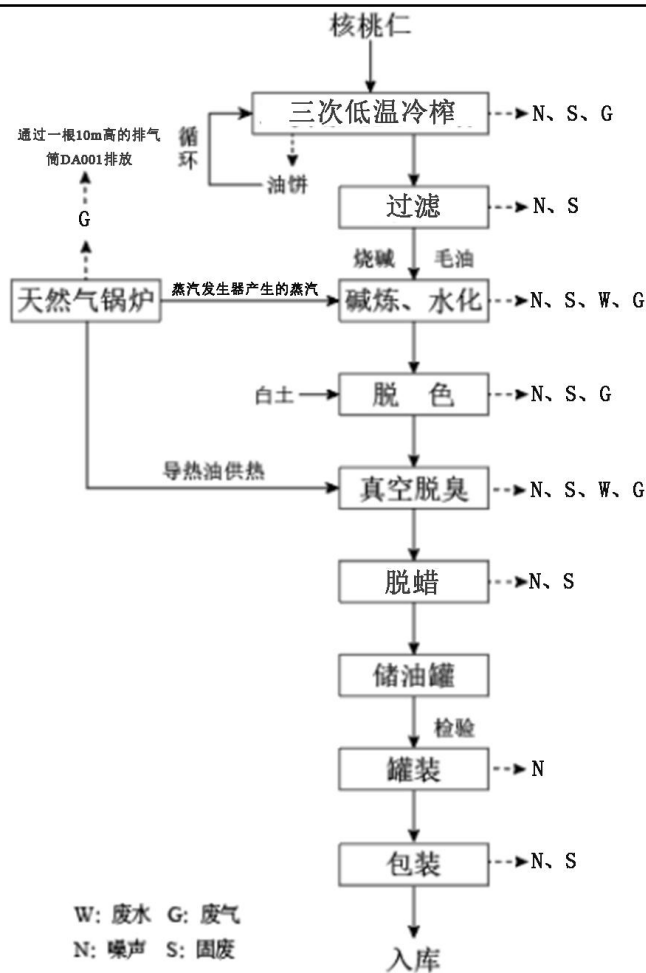 核桃仁
三次低温冷榨
N、S、G
循环
油饼
通过一根10m高的排气
筒DA001排放
G
过滤
N、S
烧碱
毛油
天然气锅炉
蒸汽发生器产生的蒸汽
碱炼、水化
N、S、W、G
白土
脱 色
N、S、G
导热油供热
真空脱臭
N、S、W、G
脱蜡
N、S
储油罐
检验
罐装
N
包装
N、S
W: 废水 G: 废气
N: 噪声 S: 固废
入库